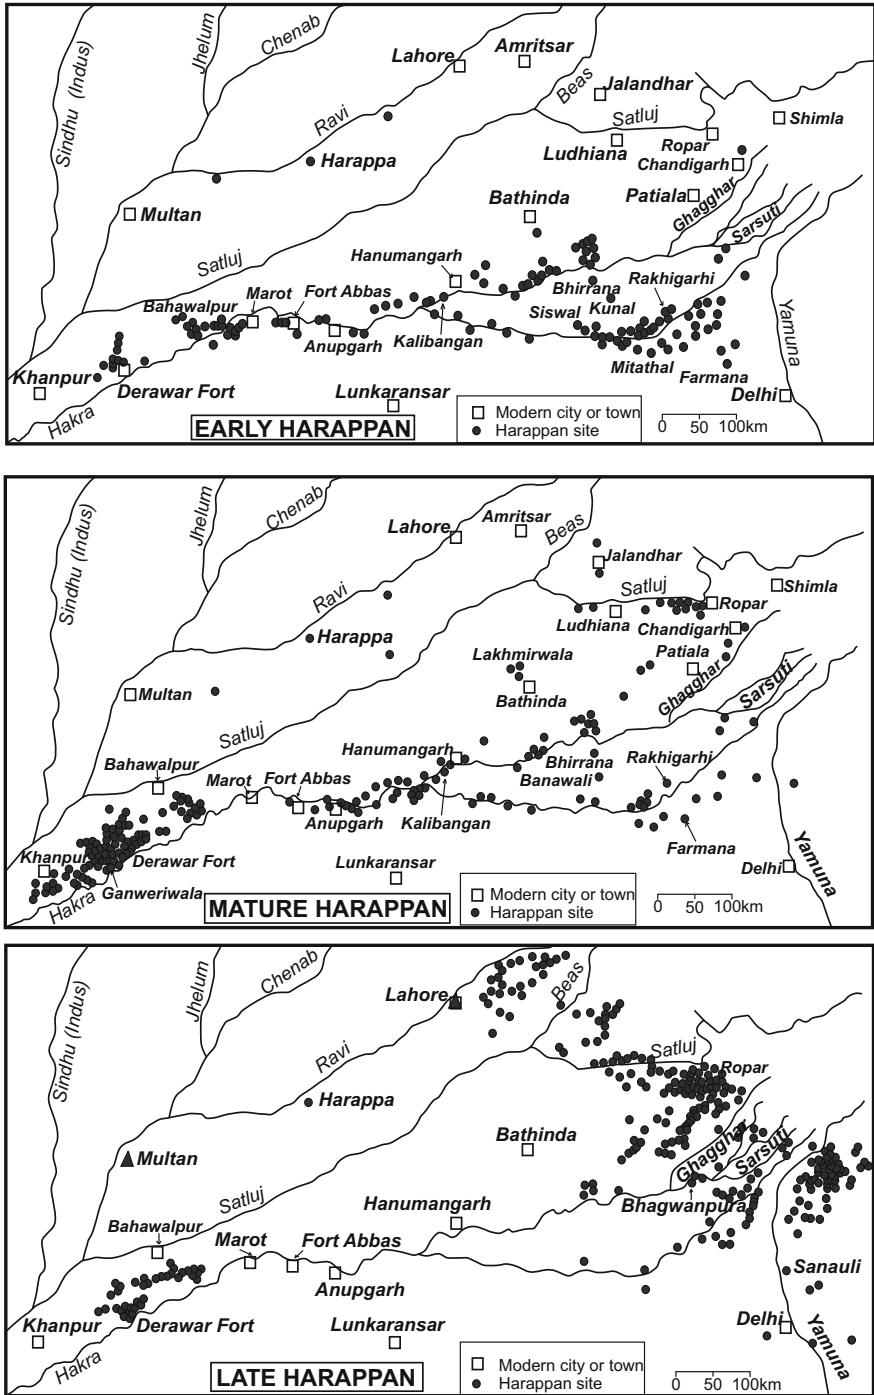 Sindhu (Indus)
Jhelum
Chenab
Lahore
Amritsar
Beas
Jalandhar
Ravi
Satluj
Shimla
Harappa
Ludhiana
Ropar
Chandigarh
Multan
Bathinda
Patiala
Ghagghar
Sarsuti
Satluj
Hanumangarh
Marot
Fort Abbas
Bahawalpur
Bhirrana
Rakhigarhi
Siswal
Kunal
Yamuna
Anupgarh
Kalibangan
Mitathal
Khanpur
Derawar Fort
Farmana
Hakra
Lunkaransar
Delhi
EARLY HARAPPAN
Modern city or town
Harappan site
0 50 100km
Sindhu (Indus)
Jhelum
Chenab
Lahore
Amritsar
Beas
Jalandhar
Ravi
Satluj
Shimla
Ropar
Harappa
Ludhiana
Chandigarh
Lakhmirwala
Patiala
Multan
Bathinda
Ghagghar
Sarsuti
Satluj
Hanumangarh
Bahawalpur
Marot
Fort Abbas
Bhirrana
Rakhigarhi
Banawali
Anupgarh
Kalibangan
Khanpur
Derawar Fort
Lunkaransar
Farmana
Delhi
Yamuna
Ganweriwala
Hakra
MATURE HARAPPAN
Modern city or town
Harappan site
0 50 100km
Sindhu (Indus)
Jhelum
Chenab
Lahore
Beas
Ravi
Satluj
Ropar
Harappa
Multan
Bathinda
Ghagghar
Sarsuti
Satluj
Hanumangarh
Bhagwanpura
Bahawalpur
Marot
Fort Abbas
Anupgarh
Sanauli
Khanpur
Derawar Fort
Lunkaransar
Delhi
Yamuna
Hakra
LATE HARAPPAN
Modern city or town
Harappan site
0 50 100km